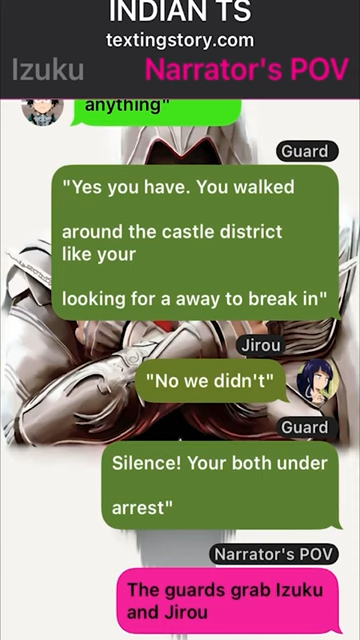 INDIAN TS
textingstory.com
Izuku
Narrator's POV
anything"
Guard
"Yes you have. You walked
around the castle district
like your
looking for a away to break in"
Jirou
"No we didn't"
Guard
Silence! Your both under
arrest"
Narrator's POV
The guards grab Izuku
and Jirou